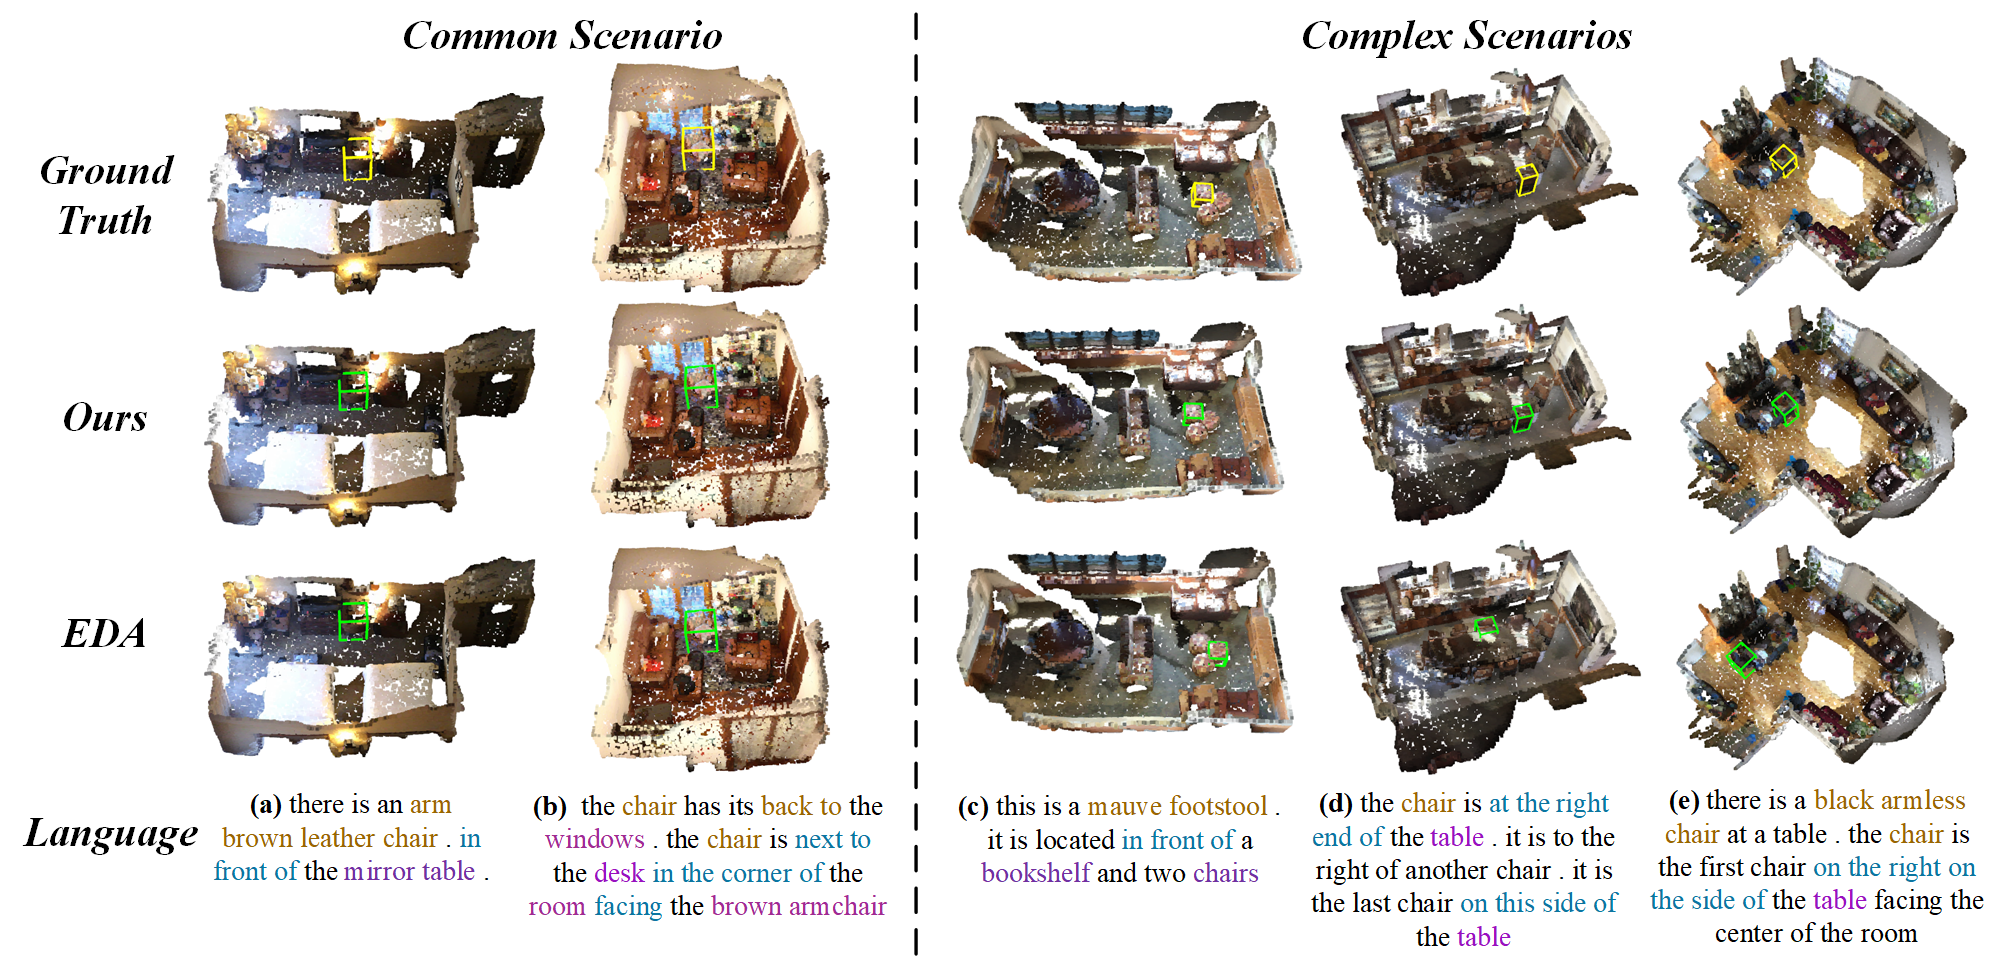 Common Scenario
Complex Scenarios
Ground
Truth
Ours
EDA
Language
(a) there is an arm
brown leather chair . in
front of the mirror table .
(b) the chair has its back to the
windows . the chair is next to
the desk in the corner of the
room facing the brown armchair
(c) this is a mauve footstool .
it is located in front of a
bookshelf and two chairs
(d) the chair is at the right
end of the table . it is to the
right of another chair . it is
the last chair on this side of
the table
(e) there is a black armless
chair at a table . the chair is
the first chair on the right on
the side of the table facing the
center of the room